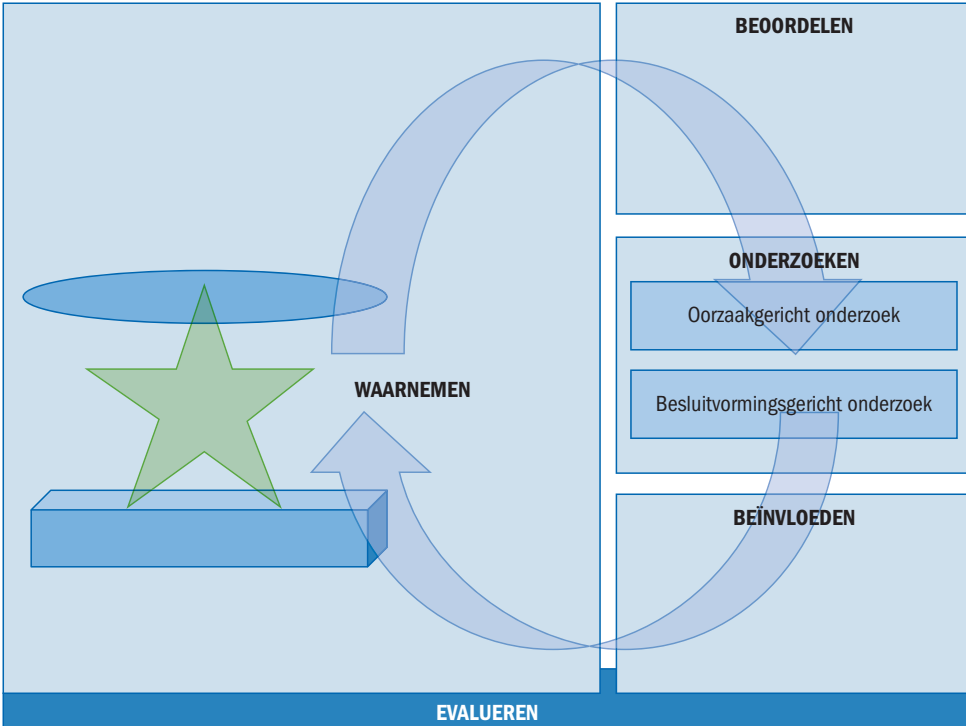 BEOORDELEN
ONDERZOEKEN
Oorzaakgericht onderzoek
WAARNEMEN
Besluitvormingsgericht onderzoek
BEÏNVLOEDEN
EVALUEREN